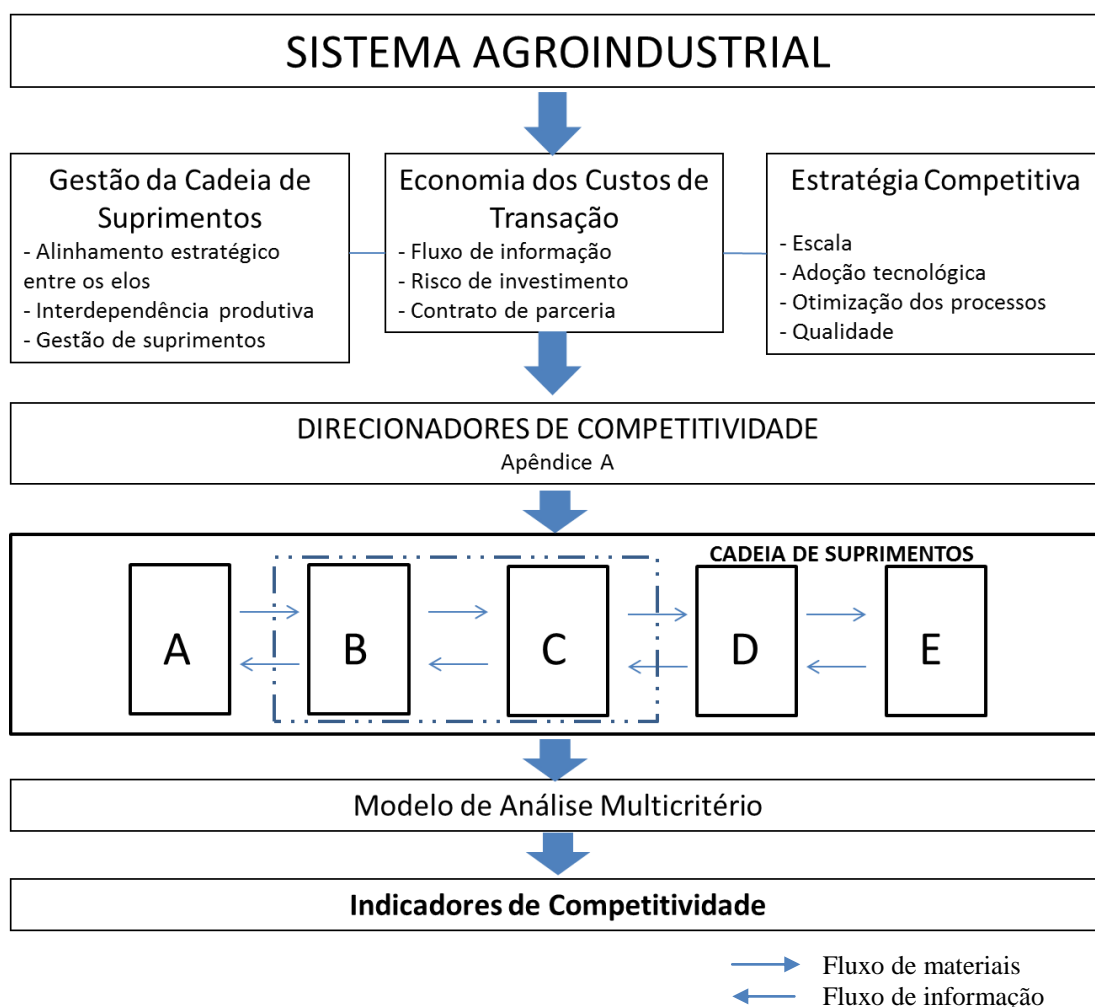 SISTEMA AGROINDUSTRIAL
Gestão da Cadeia de
Suprimentos
- Alinhamento estratégico
entre os elos
- Interdependência produtiva
- Gestão de suprimentos
Economia dos Custos de
Transação
- Fluxo de informação
- Risco de investimento
- Contrato de parceria
Estratégia Competitiva
- Escala
- Adoção tecnológica
- Otimização dos processos
- Qualidade
DIRECIONADORES DE COMPETITIVIDADE
Apêndice A
CADEIA DE SUPRIMENTOS
A
B
C
D
E
Modelo de Análise Multicritério
Indicadores de Competitividade
Fluxo de materiais
Fluxo de informação